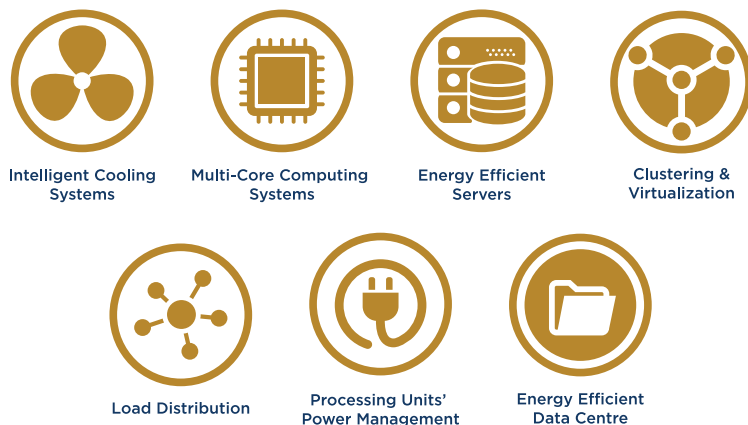 Intelligent Cooling
Systems
Multi-Core Computing
Systems
Energy Efficient
Servers
Clustering &
Virtualization
Load Distribution
Processing Units’
Power Management
Energy Efficient
Data Centre